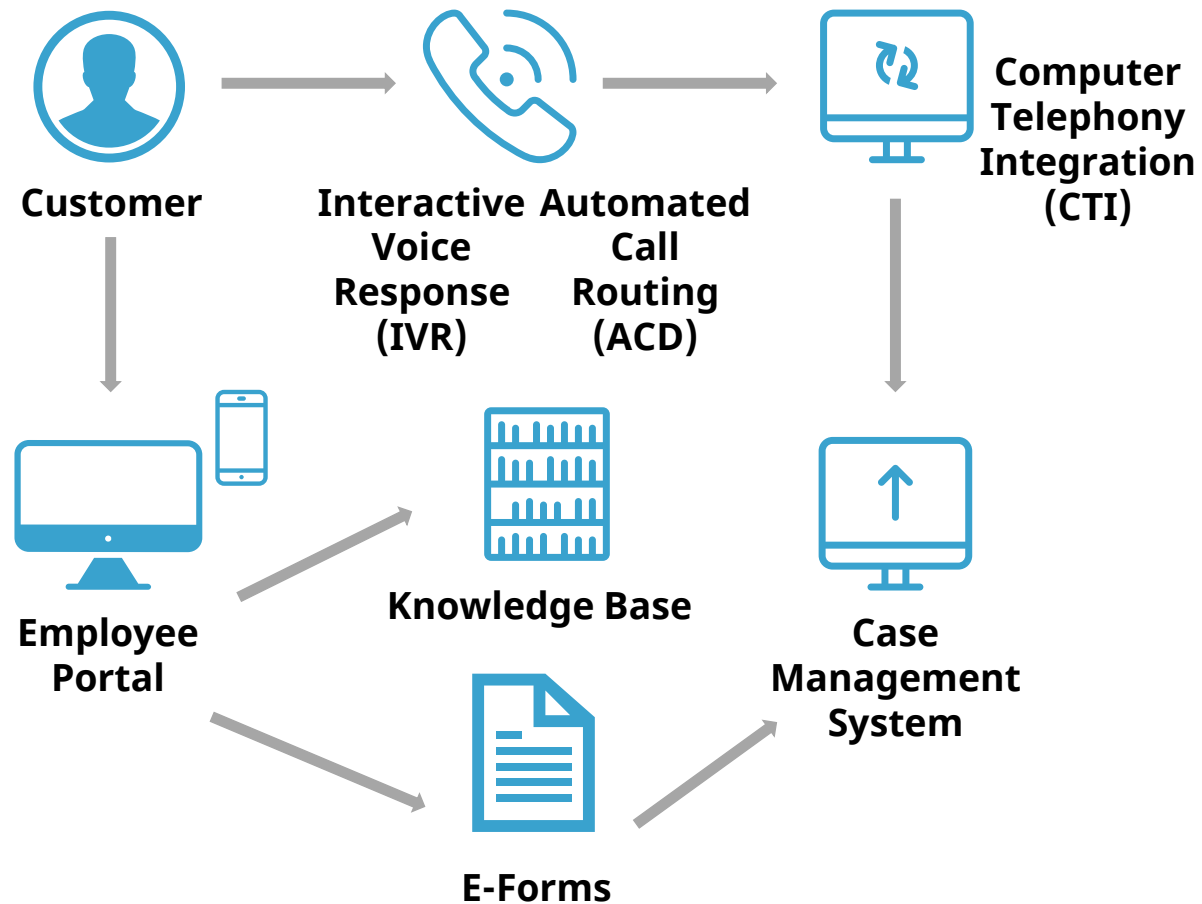 Customer
Interactive
Voice
Response
(IVR)
Automated
Call
Routing
(ACD)
Computer
Telephony
Integration
(CTI)
Employee
Portal
Knowledge Base
Case
Management
System
E-Forms